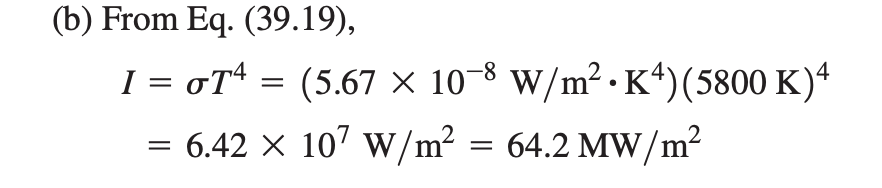 (b) From Eq. (39.19),
I = σT⁴ = (5.67 × 10⁻⁸ W/m² · K⁴)(5800 K)⁴
= 6.42 × 10⁷ W/m² = 64.2 MW/m²